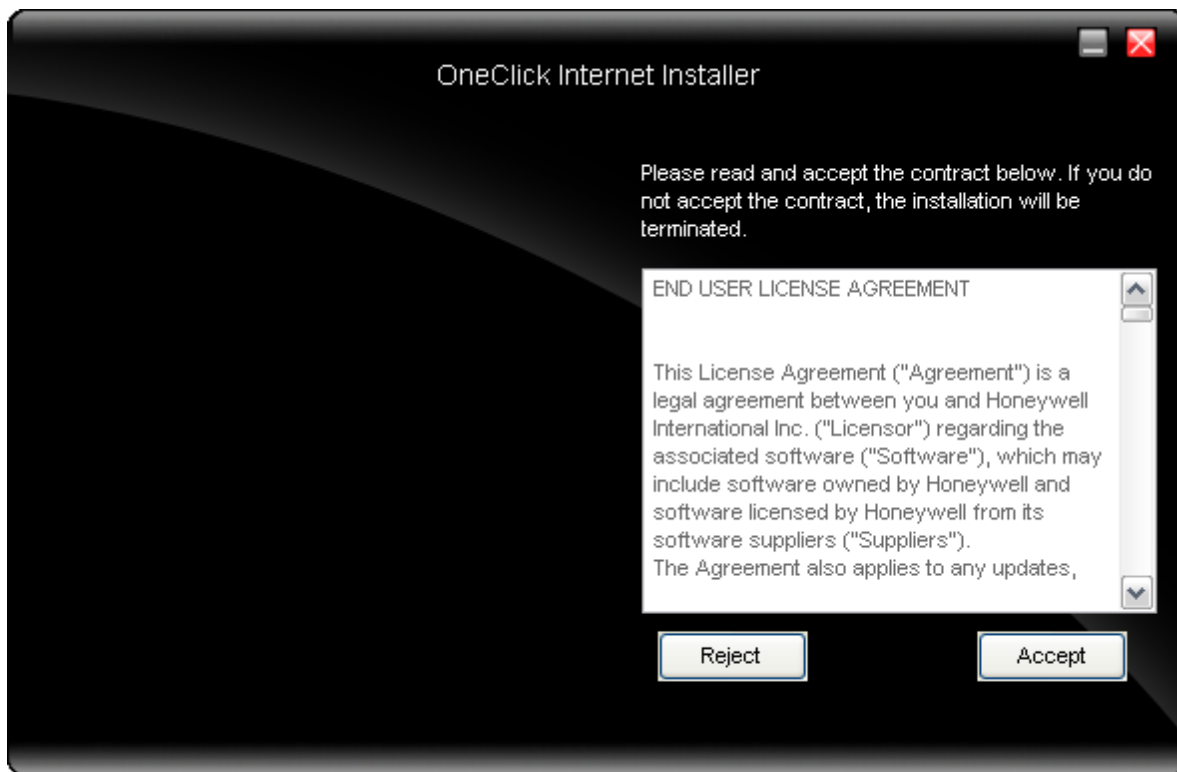 OneClick Internet Installer
Please read and accept the contract below. If you do
not accept the contract, the installation will be
terminated.
END USER LICENSE AGREEMENT
This License Agreement ("Agreement") is a
legal agreement between you and Honeywell
International Inc. ("Licensor") regarding the
associated software ("Software"), which may
include software owned by Honeywell and
software licensed by Honeywell from its
software suppliers ("Suppliers").
The Agreement also applies to any updates,
Reject
Accept